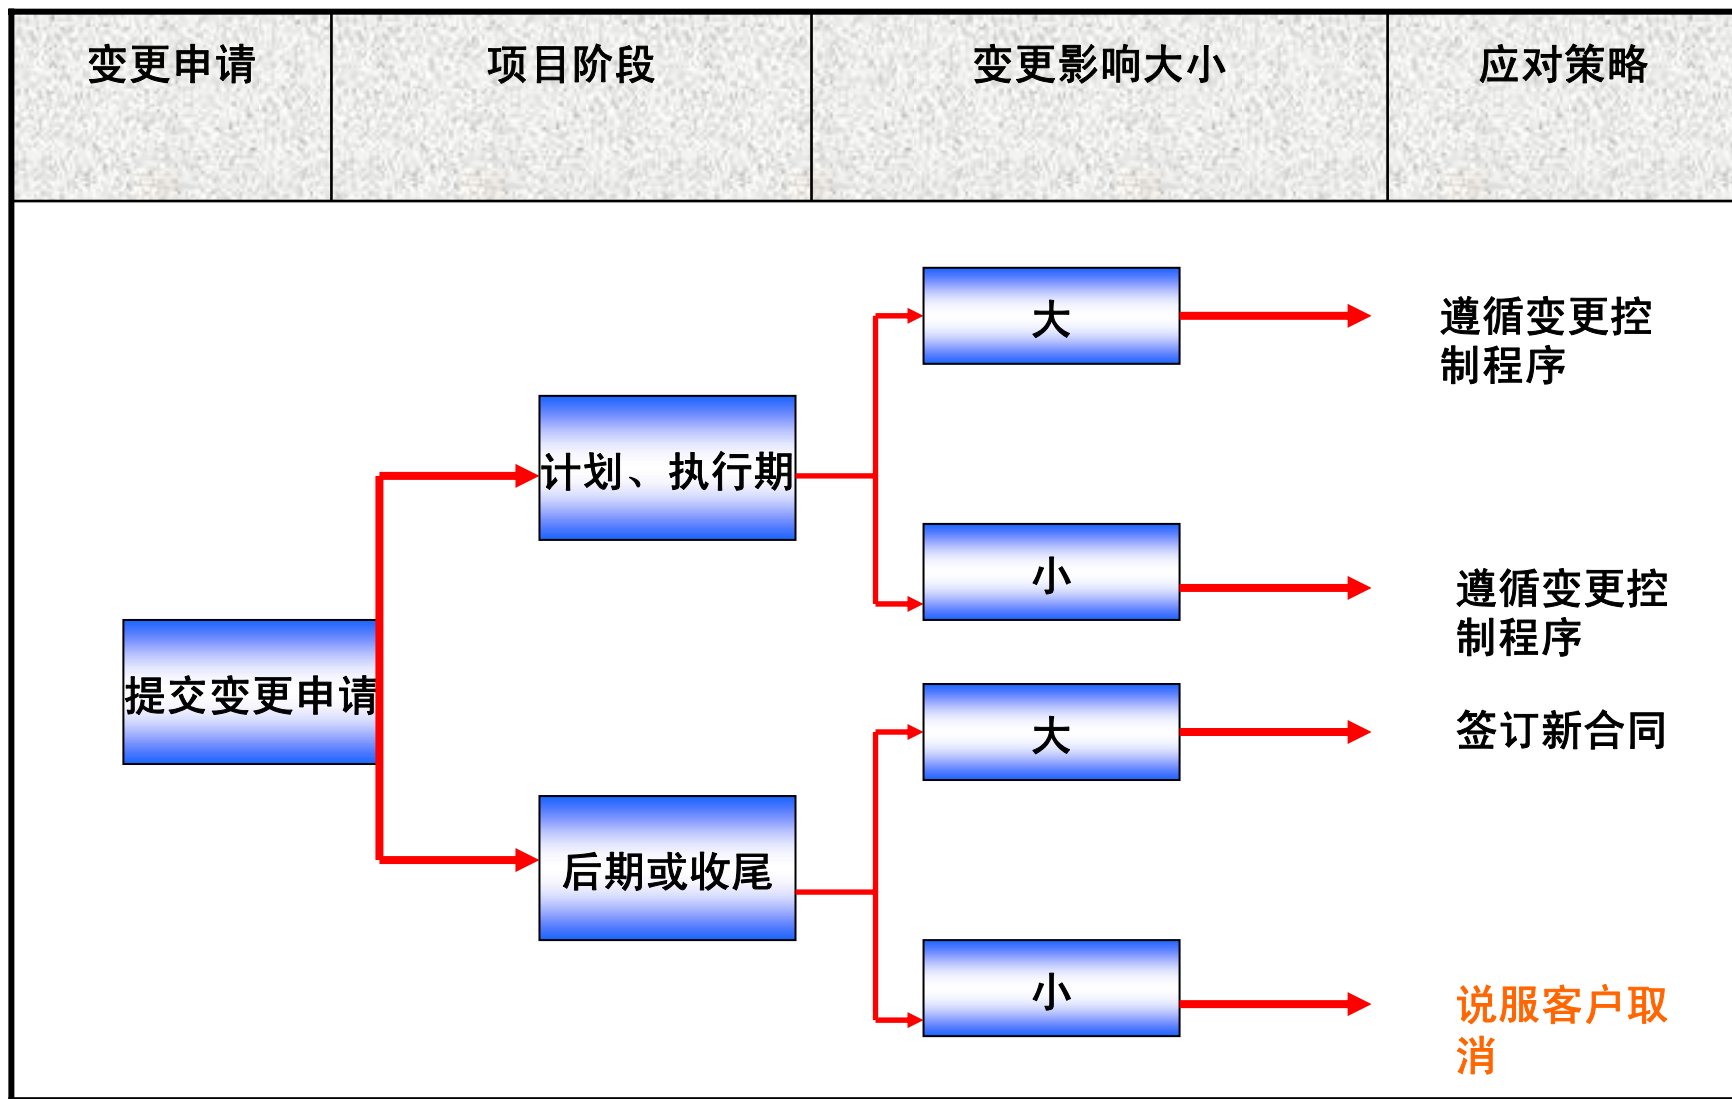 变更申请
项目阶段
变更影响大小
应对策略
大
遵循变更控
制程序
计划、执行期
小
遵循变更控
制程序
提交变更申请
大
签订新合同
后期或收尾
小
说服客户取
消